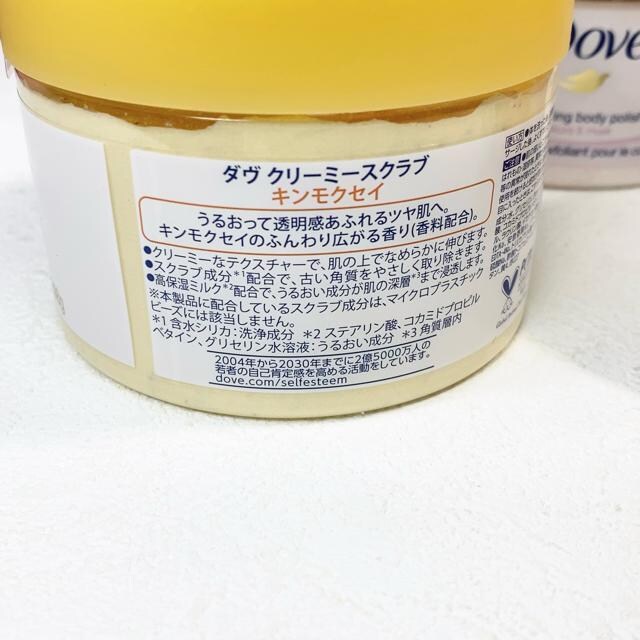 ダヴ クリーミースクラブ
キンモクセイ
うるおって透明感あふれるツヤ肌へ。
キンモクセイのふんわり広がる香り(香料配合)。
●クリーミーなテクスチャーで、肌の上でなめらかに伸びます。
●スクラブ成分*1配合で、古い角質をやさしく取り除きます。
●高保湿ミルク*2配合で、うるおい成分が肌の深層*3まで浸透します。
※本製品に配合しているスクラブ成分は、マイクロプラスチック
ビーズには該当しません。
*1 含水シリカ:洗浄成分 *2 ステアリン酸、コカミドプロピル
ベタイン、グリセリン水溶液:うるおい成分 *3 角質層内
2004年から2030年までに2億5000万人の
若者の自己肯定感を高める活動をしています。
dove.com/selfesteem
使い方
ご注意
Dove
body polish